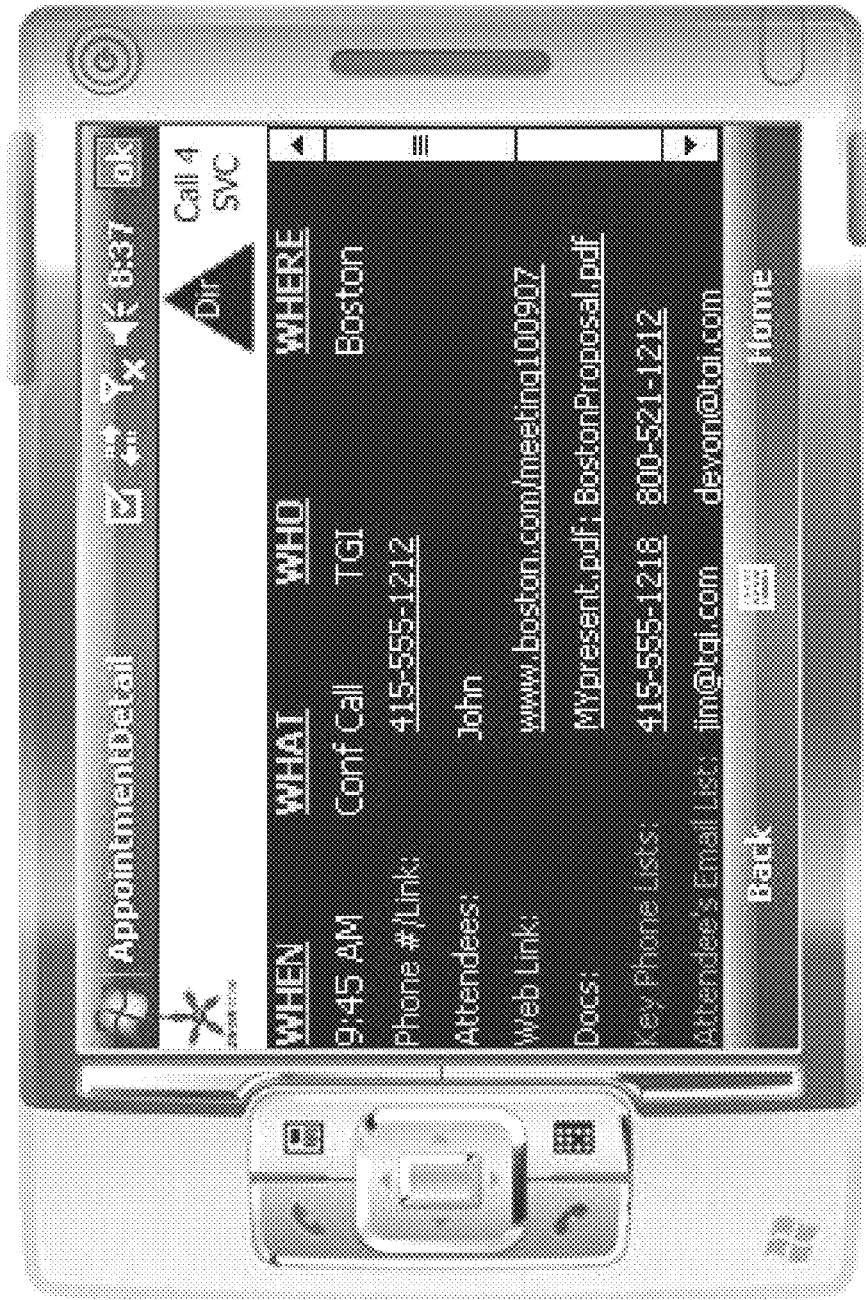 AppointmentDetail 8:37 ok
Dir
Call 4
SVC
WHEN WHAT WHO WHERE
9:45 AM Conf Call TGI Boston
Phone #/Link: 415-555-1212
Attendees: John
Web Link: www.boston.com/meeting100907
Docs: MYpresent.pdf; BostonProposal.pdf
Key Phone Lists: 415-555-1218 800-521-1212
Attendee's Email List: jim@tgi.com devon@tgi.com
Back Home